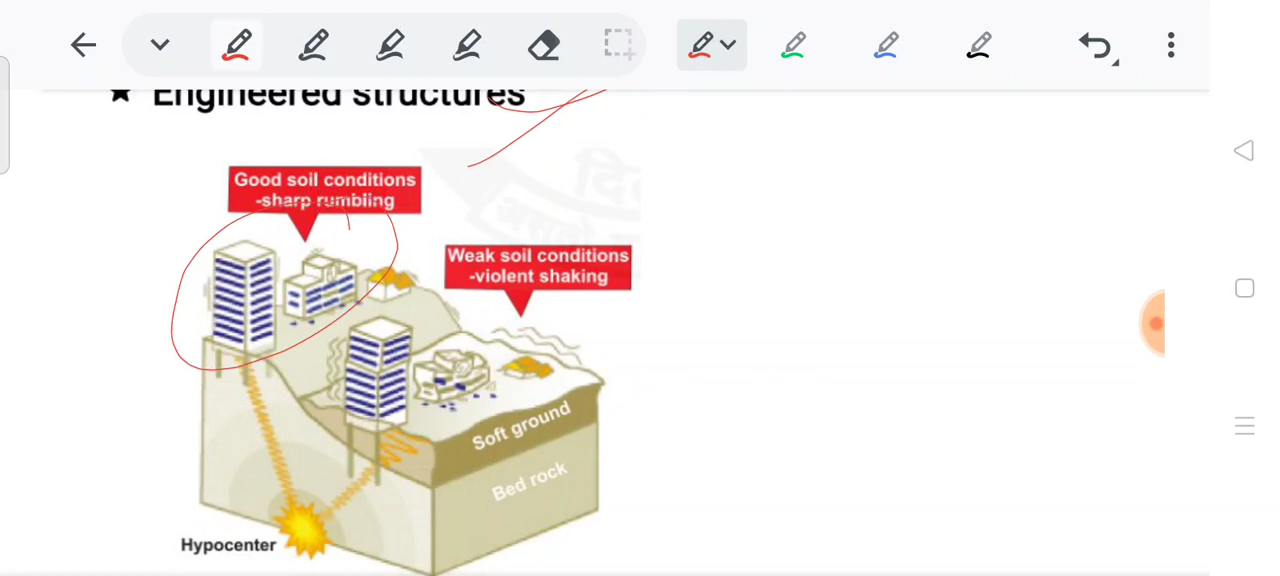 ★ Engineered structures
Good soil conditions
-sharp rumbling
Weak soil conditions
-violent shaking
Soft ground
Bed rock
Hypocenter